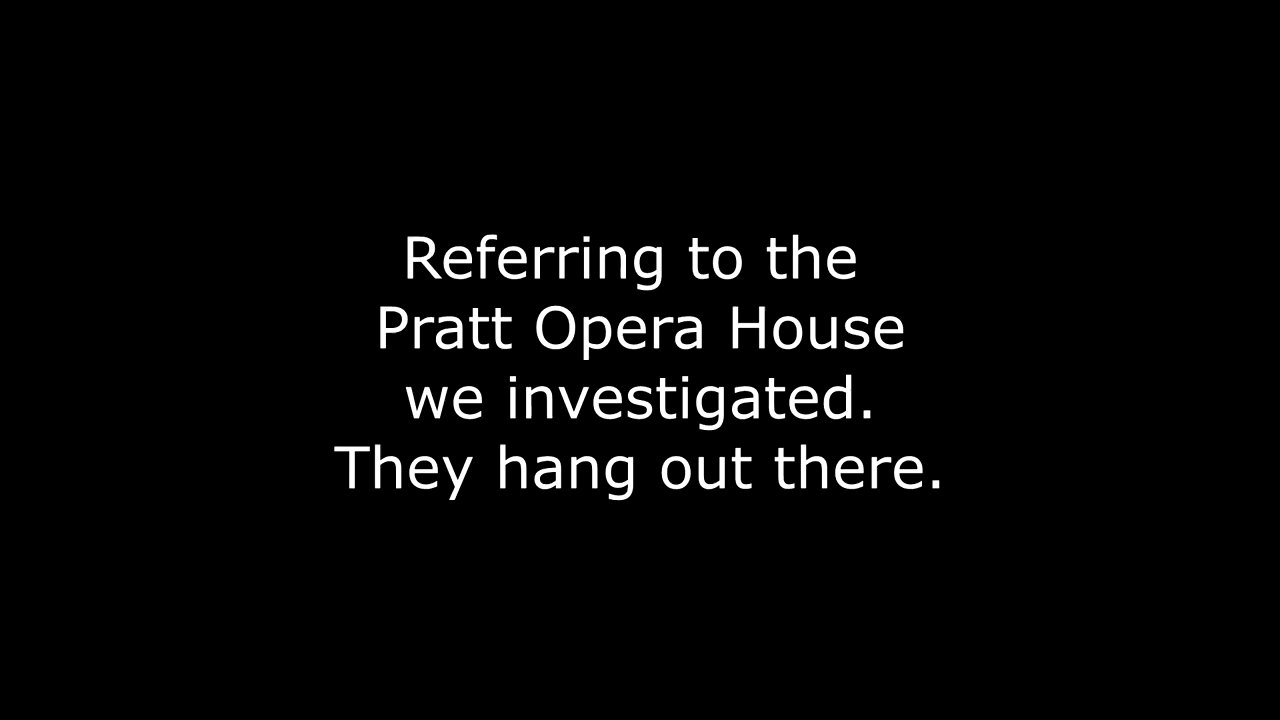 Referring to the
Pratt Opera House
we investigated.
They hang out there.